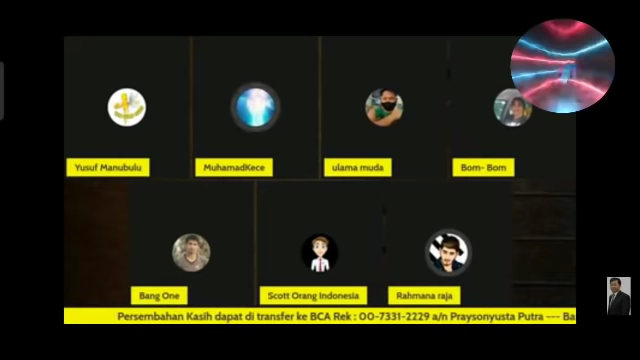 Yusuf Manubulu
MuhamadKece
ulama muda
Bom- Bom
Bang One
Scott Orang Indonesia
Rahmana raja
Persembahan Kasih dapat di transfer ke BCA Rek : 00-7331-2229 a/n Praysonyusta Putra --- Ba